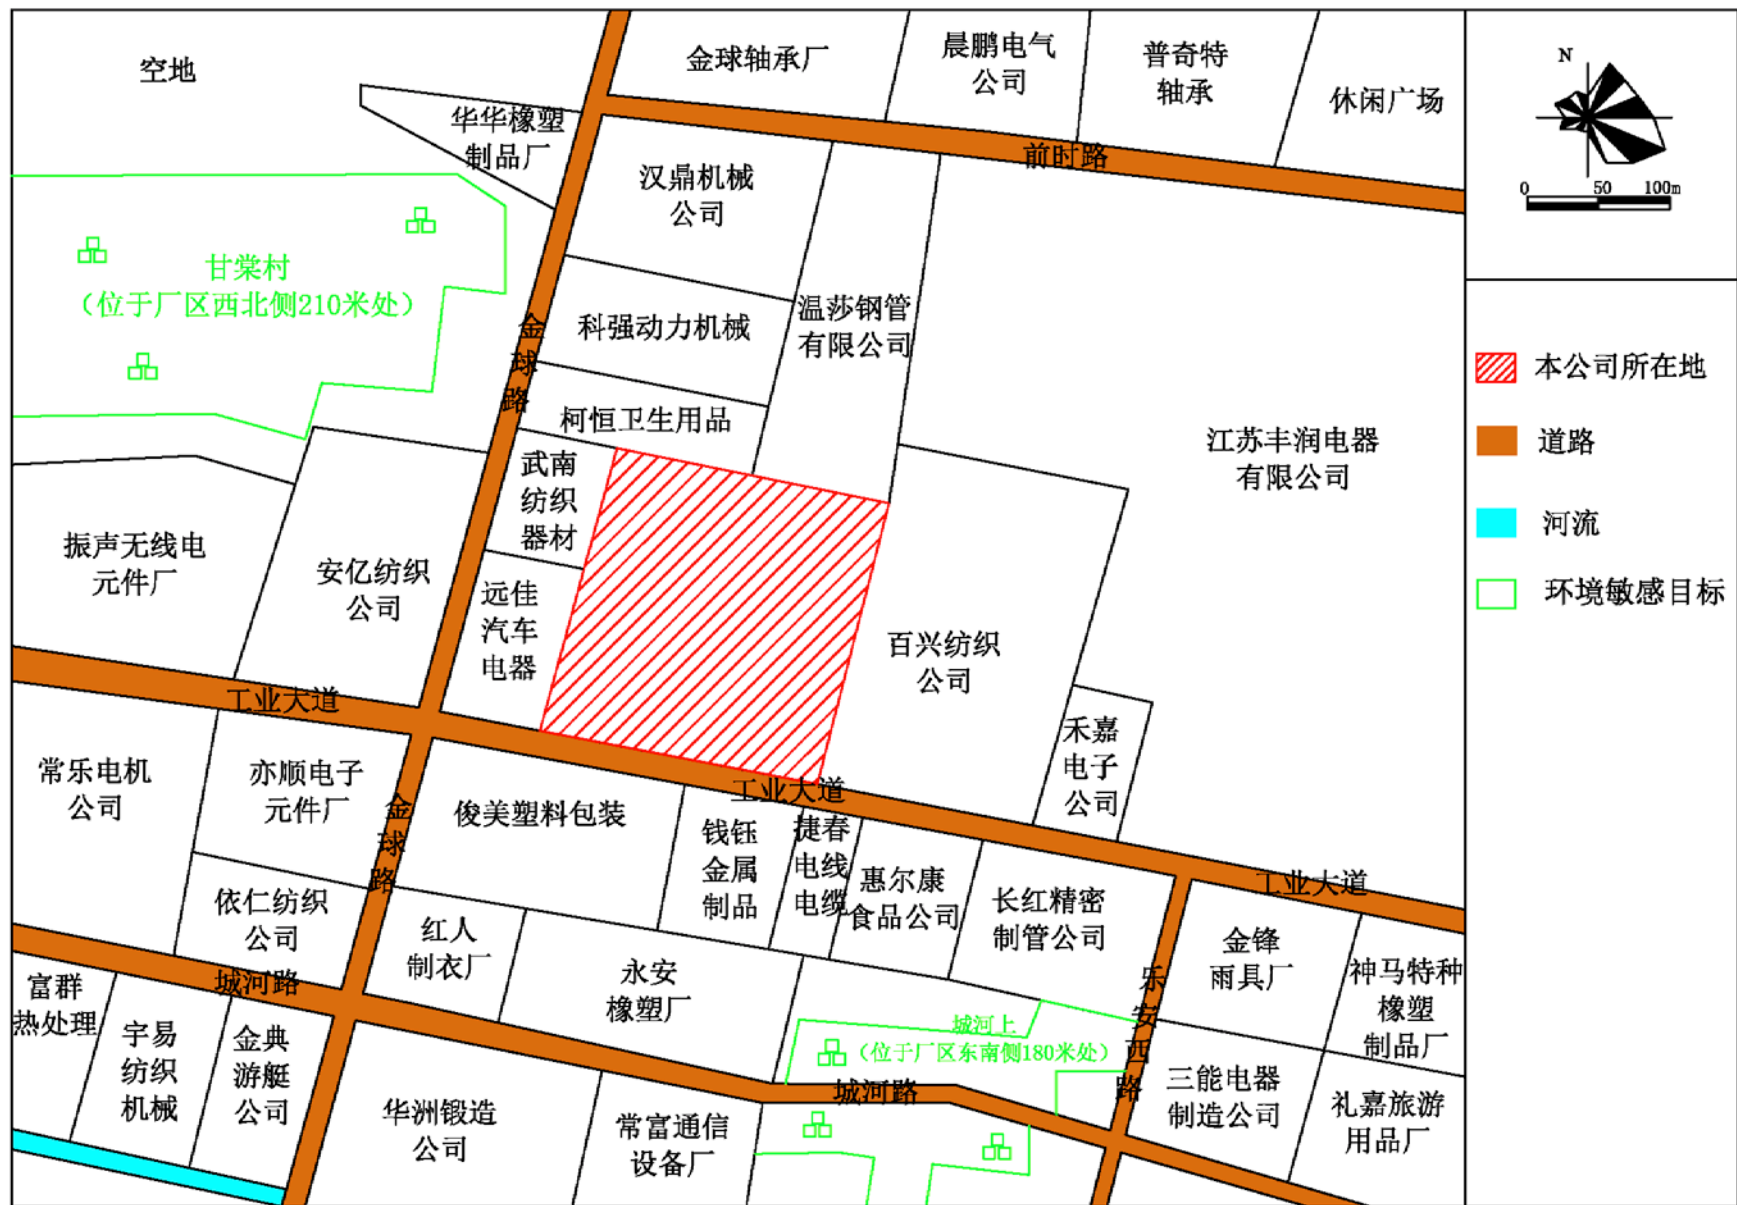 空地
金球轴承厂
晨鹏电气
公司
普奇特
轴承
休闲广场
N
0 50 100m
华华橡塑
制品厂
前时路
汉鼎机械
公司
甘棠村
（位于厂区西北侧210米处）
金球路
科强动力机械
温莎钢管
有限公司
柯恒卫生用品
江苏丰润电器
有限公司
本公司所在地
道路
河流
环境敏感目标
武南
纺织
器材
振声无线电
元件厂
安亿纺织
公司
远佳
汽车
电器
百兴纺织
公司
工业大道
禾嘉
电子
公司
常乐电机
公司
亦顺电子
元件厂
金球路
俊美塑料包装
工业大道
钱钰
金属
制品
捷春
电线
电缆
惠尔康
食品公司
长红精密
制管公司
工业大道
依仁纺织
公司
红人
制衣厂
永安
橡塑厂
金锋
雨具厂
神马特种
橡塑
制品厂
乐安西路
城河路
富群
热处理
宇易
纺织
机械
金典
游艇
公司
城河上
（位于厂区东南侧180米处）
城河路
华洲锻造
公司
常富通信
设备厂
三能电器
制造公司
礼嘉旅游
用品厂